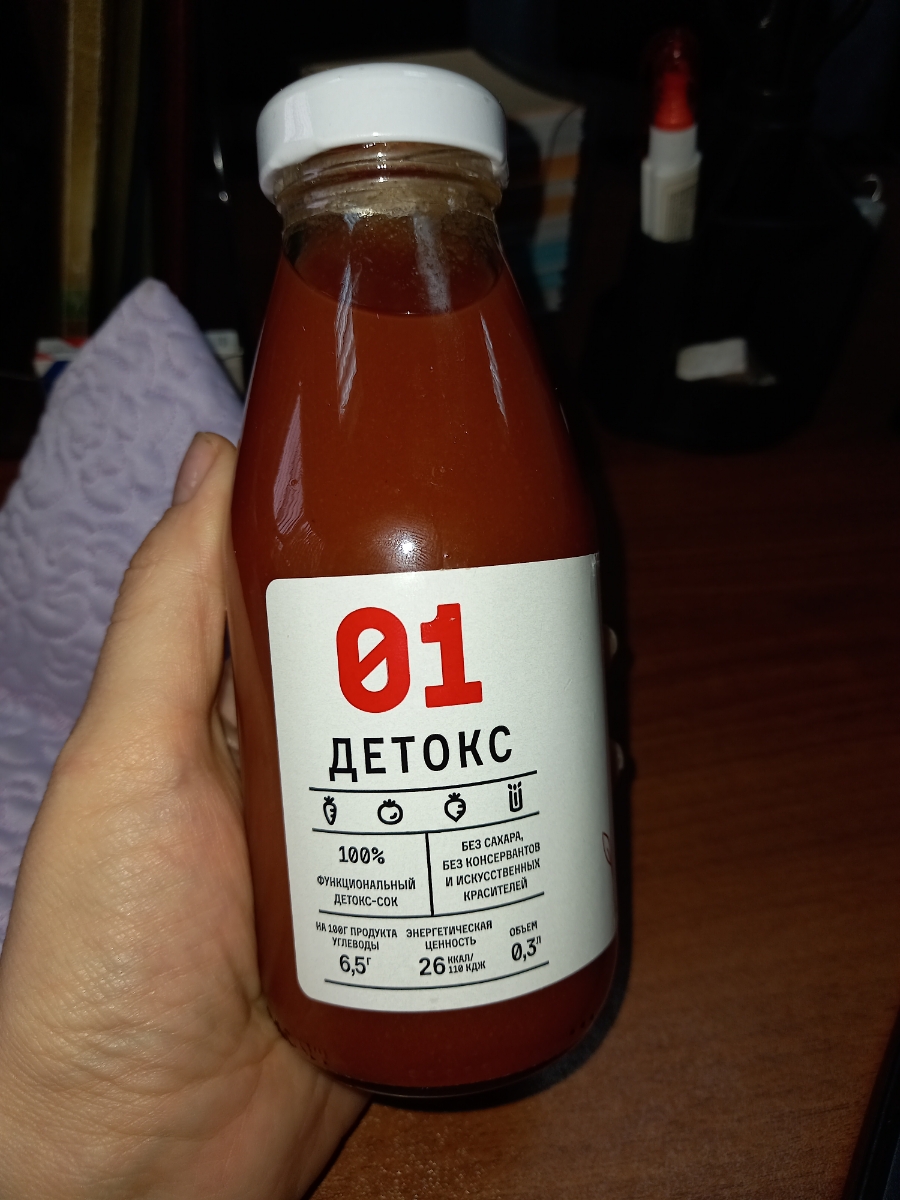 01
ДЕТОКС
100%
ФУНКЦИОНАЛЬНЫЙ
ДЕТОКС-СОК
БЕЗ САХАРА,
БЕЗ КОНСЕРВАНТОВ
И ИСКУССТВЕННЫХ
КРАСИТЕЛЕЙ
НА 100Г ПРОДУКТА
УГЛЕВОДЫ
6,5г
ЭНЕРГЕТИЧЕСКАЯ
ЦЕННОСТЬ
26 ККАЛ/
110 КДЖ
ОБЪЕМ
0,3л